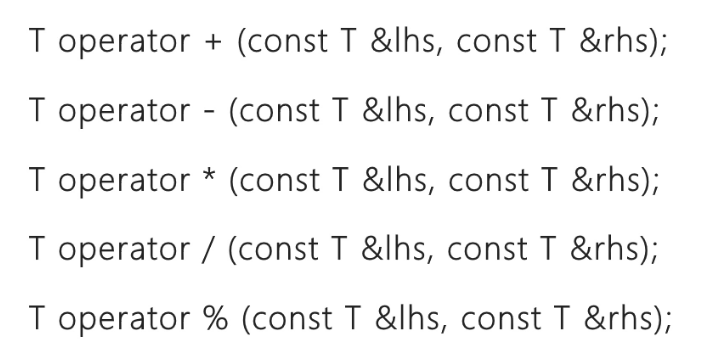 T operator + (const T &lhs, const T &rhs);
T operator - (const T &lhs, const T &rhs);
T operator * (const T &lhs, const T &rhs);
T operator / (const T &lhs, const T &rhs);
T operator % (const T &lhs, const T &rhs);